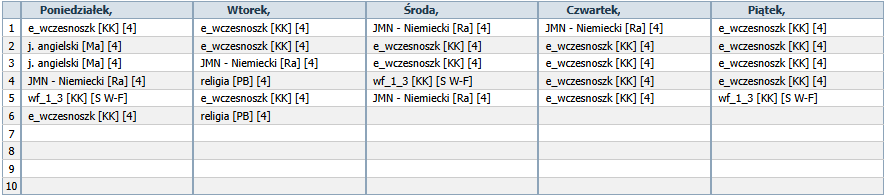 Poniedziałek, Wtorek, Środa, Czwartek, Piątek,
1 e_wczesnoszk [KK] [4] e_wczesnoszk [KK] [4] JMN - Niemiecki [Ra] [4] JMN - Niemiecki [Ra] [4] e_wczesnoszk [KK] [4]
2 j. angielski [Ma] [4] e_wczesnoszk [KK] [4] e_wczesnoszk [KK] [4] e_wczesnoszk [KK] [4] e_wczesnoszk [KK] [4]
3 j. angielski [Ma] [4] JMN - Niemiecki [Ra] [4] e_wczesnoszk [KK] [4] e_wczesnoszk [KK] [4] e_wczesnoszk [KK] [4]
4 JMN - Niemiecki [Ra] [4] religia [PB] [4] wf_1_3 [KK] [S W-F] e_wczesnoszk [KK] [4] e_wczesnoszk [KK] [4]
5 wf_1_3 [KK] [S W-F] e_wczesnoszk [KK] [4] JMN - Niemiecki [Ra] [4] e_wczesnoszk [KK] [4] wf_1_3 [KK] [S W-F]
6 e_wczesnoszk [KK] [4] religia [PB] [4]
7
8
9
10